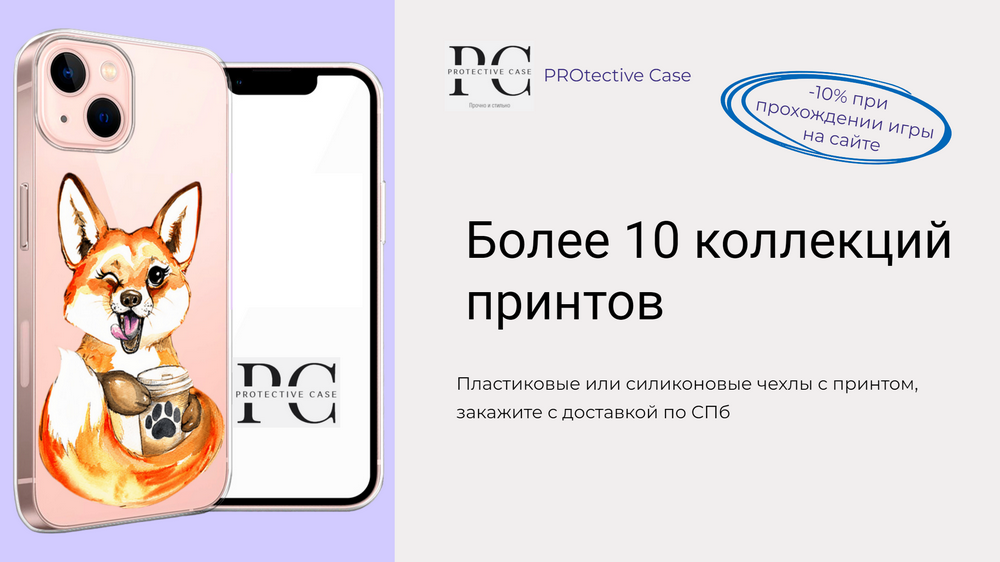 PC
PROTECTIVE CASE
Прочно и стильно
PROtective Case
-10% при
прохождении игры
на сайте
Более 10 коллекций
принтов
Пластиковые или силиконовые чехлы с принтом,
закажите с доставкой по СПб
PC
PROTECTIVE CASE